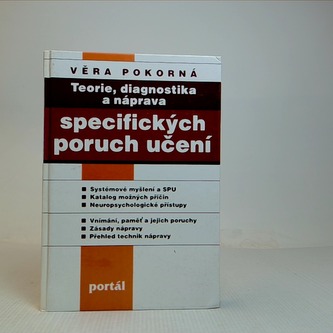 VĚRA POKORNÁ
Teorie, diagnostika
a náprava
specifických
poruch učení
Systémové myšlení a SPU
Katalog možných příčin
Neuropsychologické přístupy
Vnímání, paměť a jejich poruchy
Zásady nápravy
Přehled technik nápravy
portál